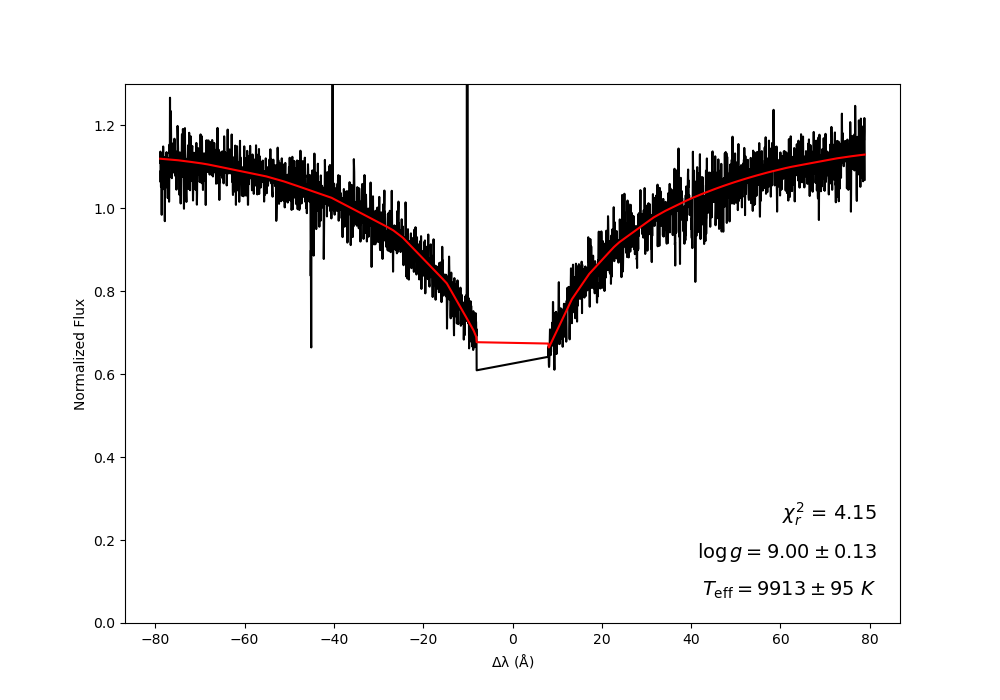 1.2
1.0
0.8
0.6
0.4
0.2
0.0
Normalized Flux
χ²ᵣ = 4.15
log g = 9.00 ± 0.13
T_eff = 9913 ± 95 K
−80 −60 −40 −20 0 20 40 60 80
Δλ (Å)